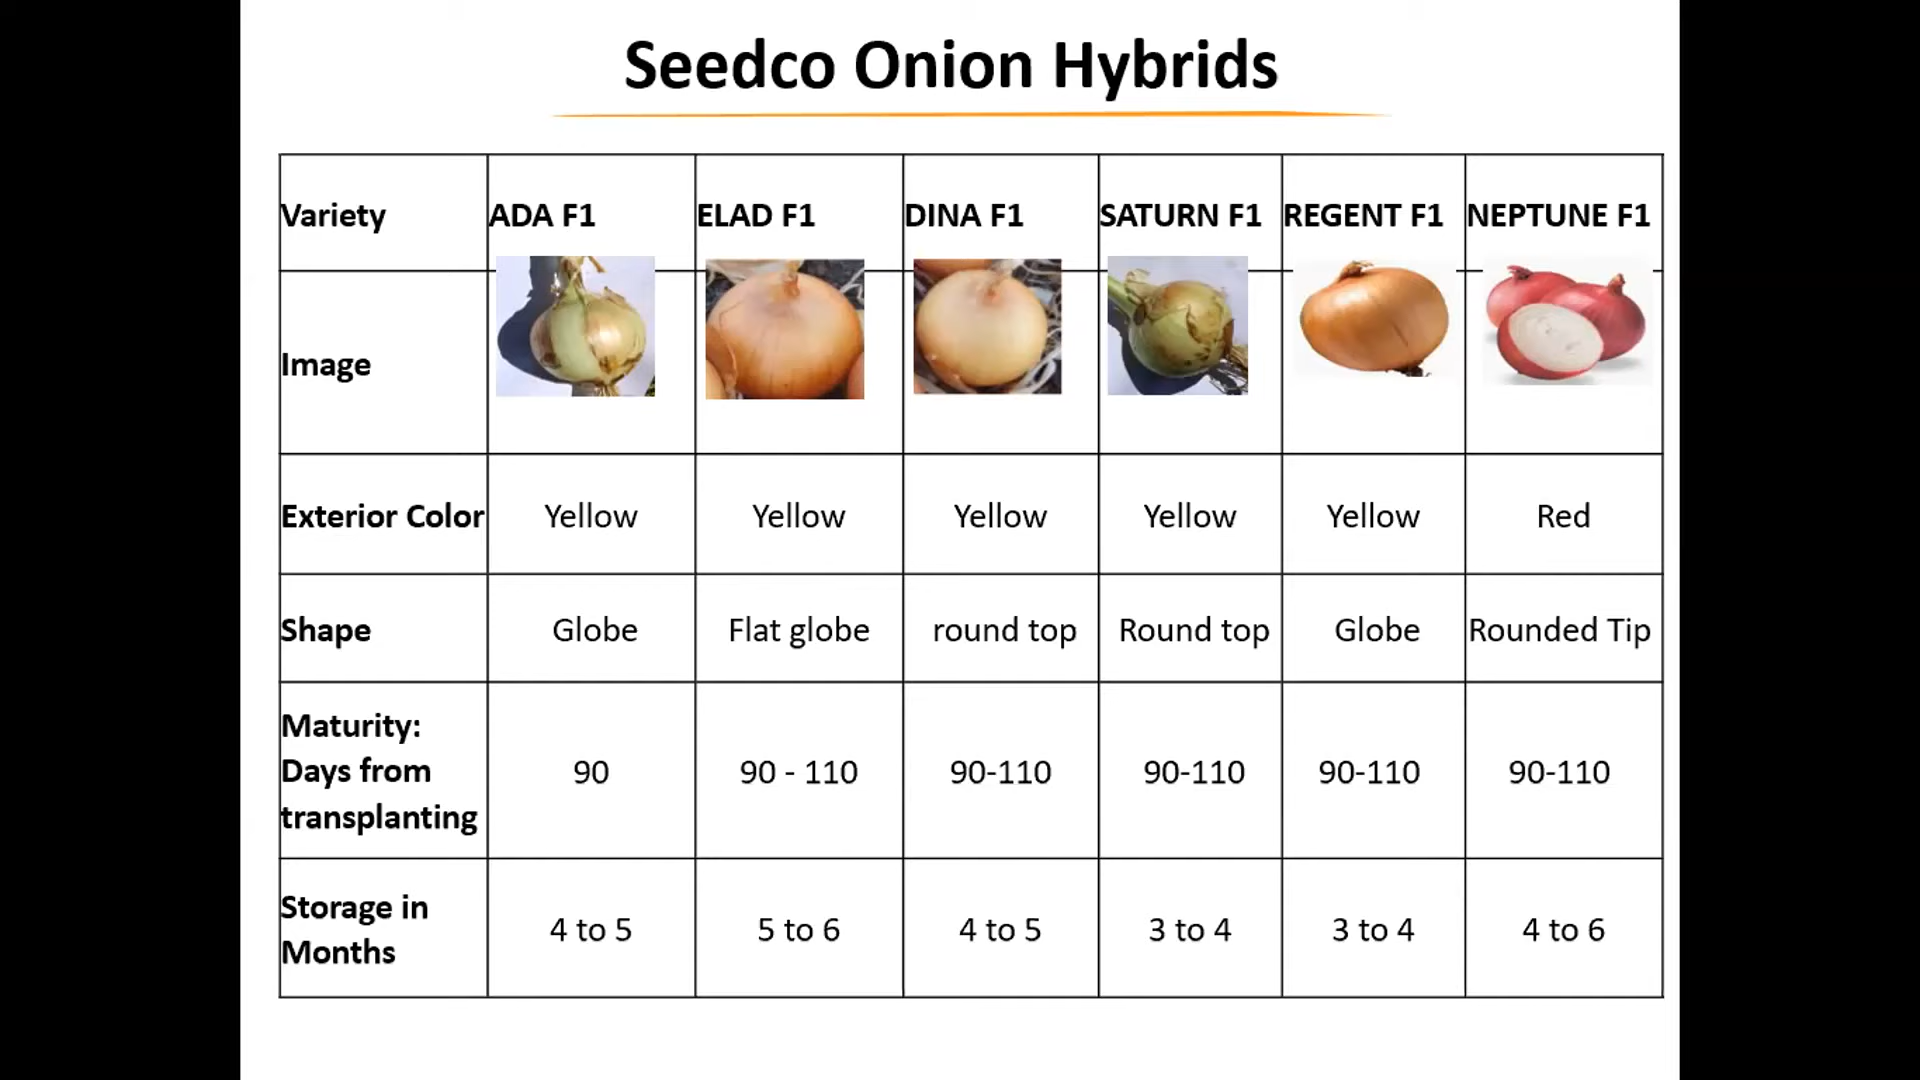 Seedco Onion Hybrids
Variety ADA F1 ELAD F1 DINA F1 SATURN F1 REGENT F1 NEPTUNE F1
Image
Exterior Color Yellow Yellow Yellow Yellow Yellow Red
Shape Globe Flat globe round top Round top Globe Rounded Tip
Maturity:
Days from
transplanting
90 90 - 110 90-110 90-110 90-110 90-110
Storage in
Months
4 to 5 5 to 6 4 to 5 3 to 4 3 to 4 4 to 6